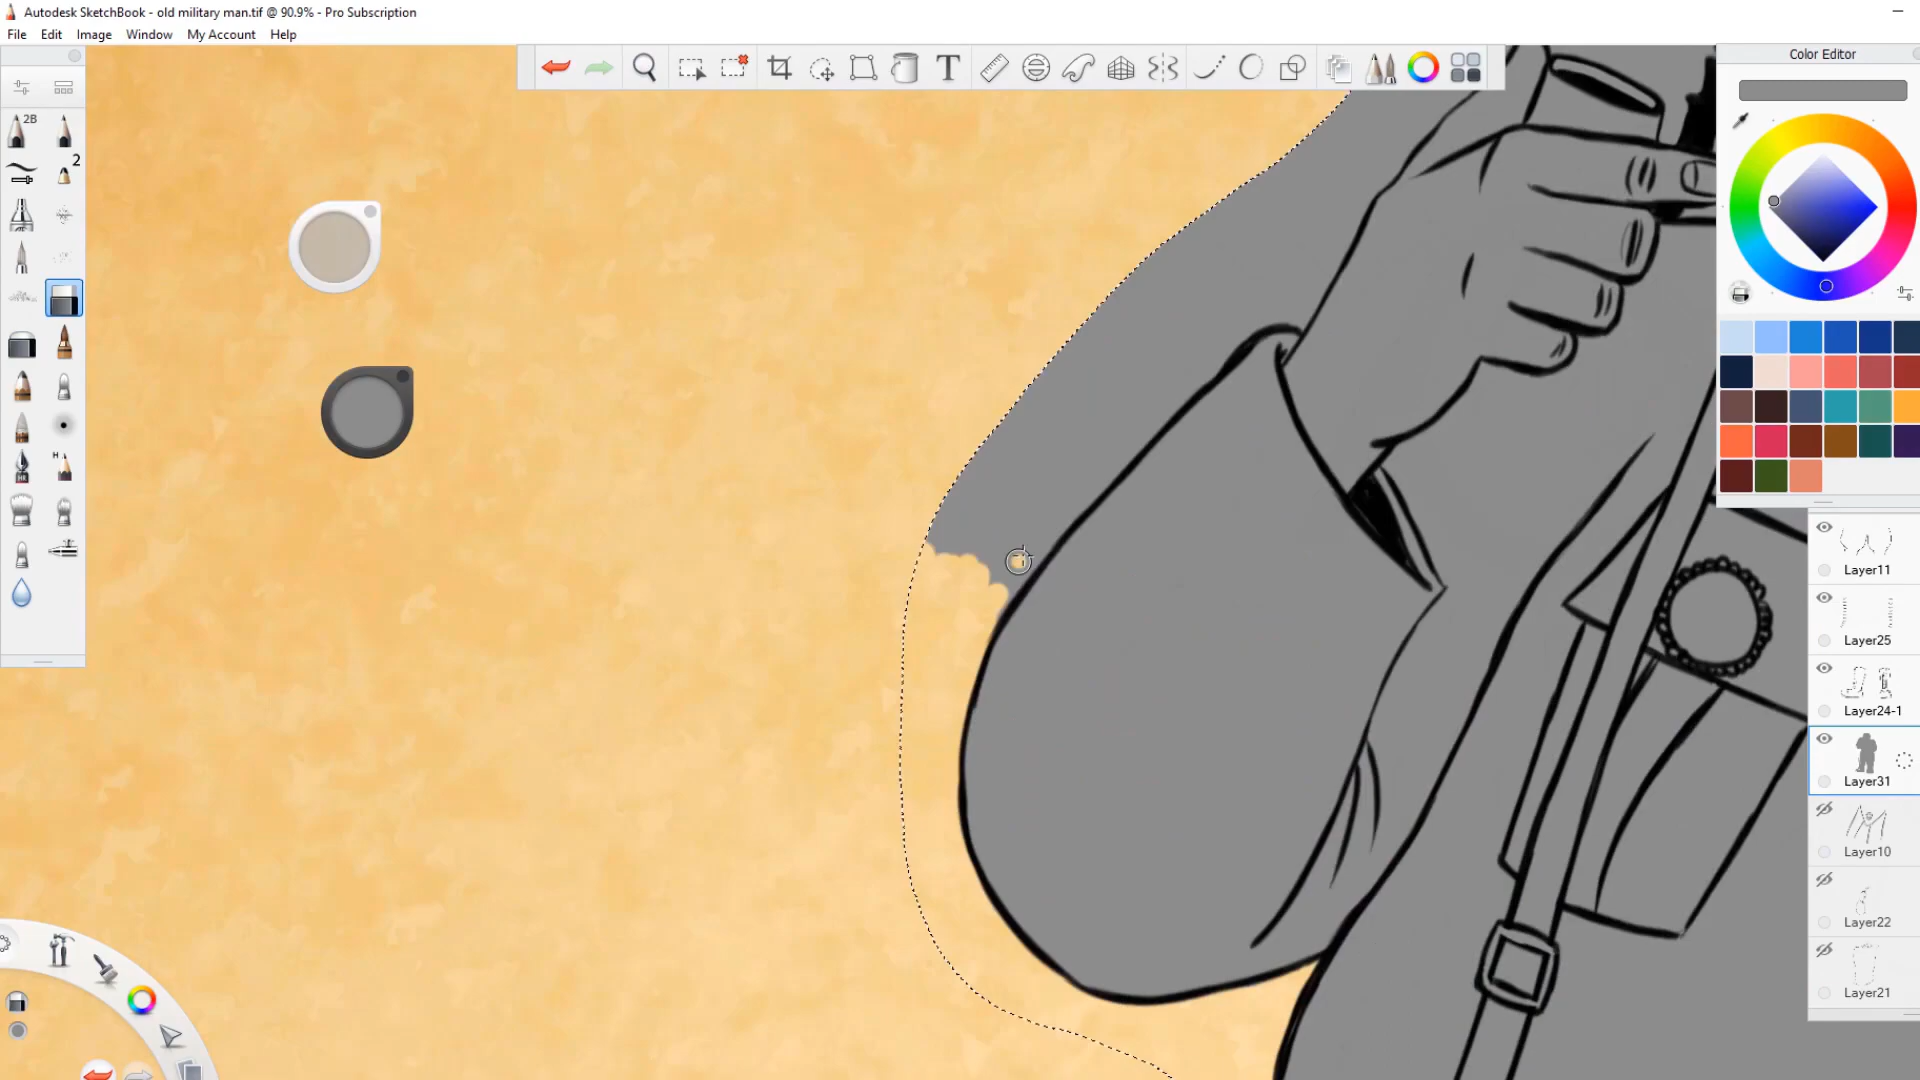 Autodesk SketchBook - old military man.tif @ 90.9% - Pro Subscription
File Edit Image Window My Account Help
Color Editor
2B
2
H
Layer11
Layer25
Layer24-1
Layer31
Layer10
Layer22
Layer21